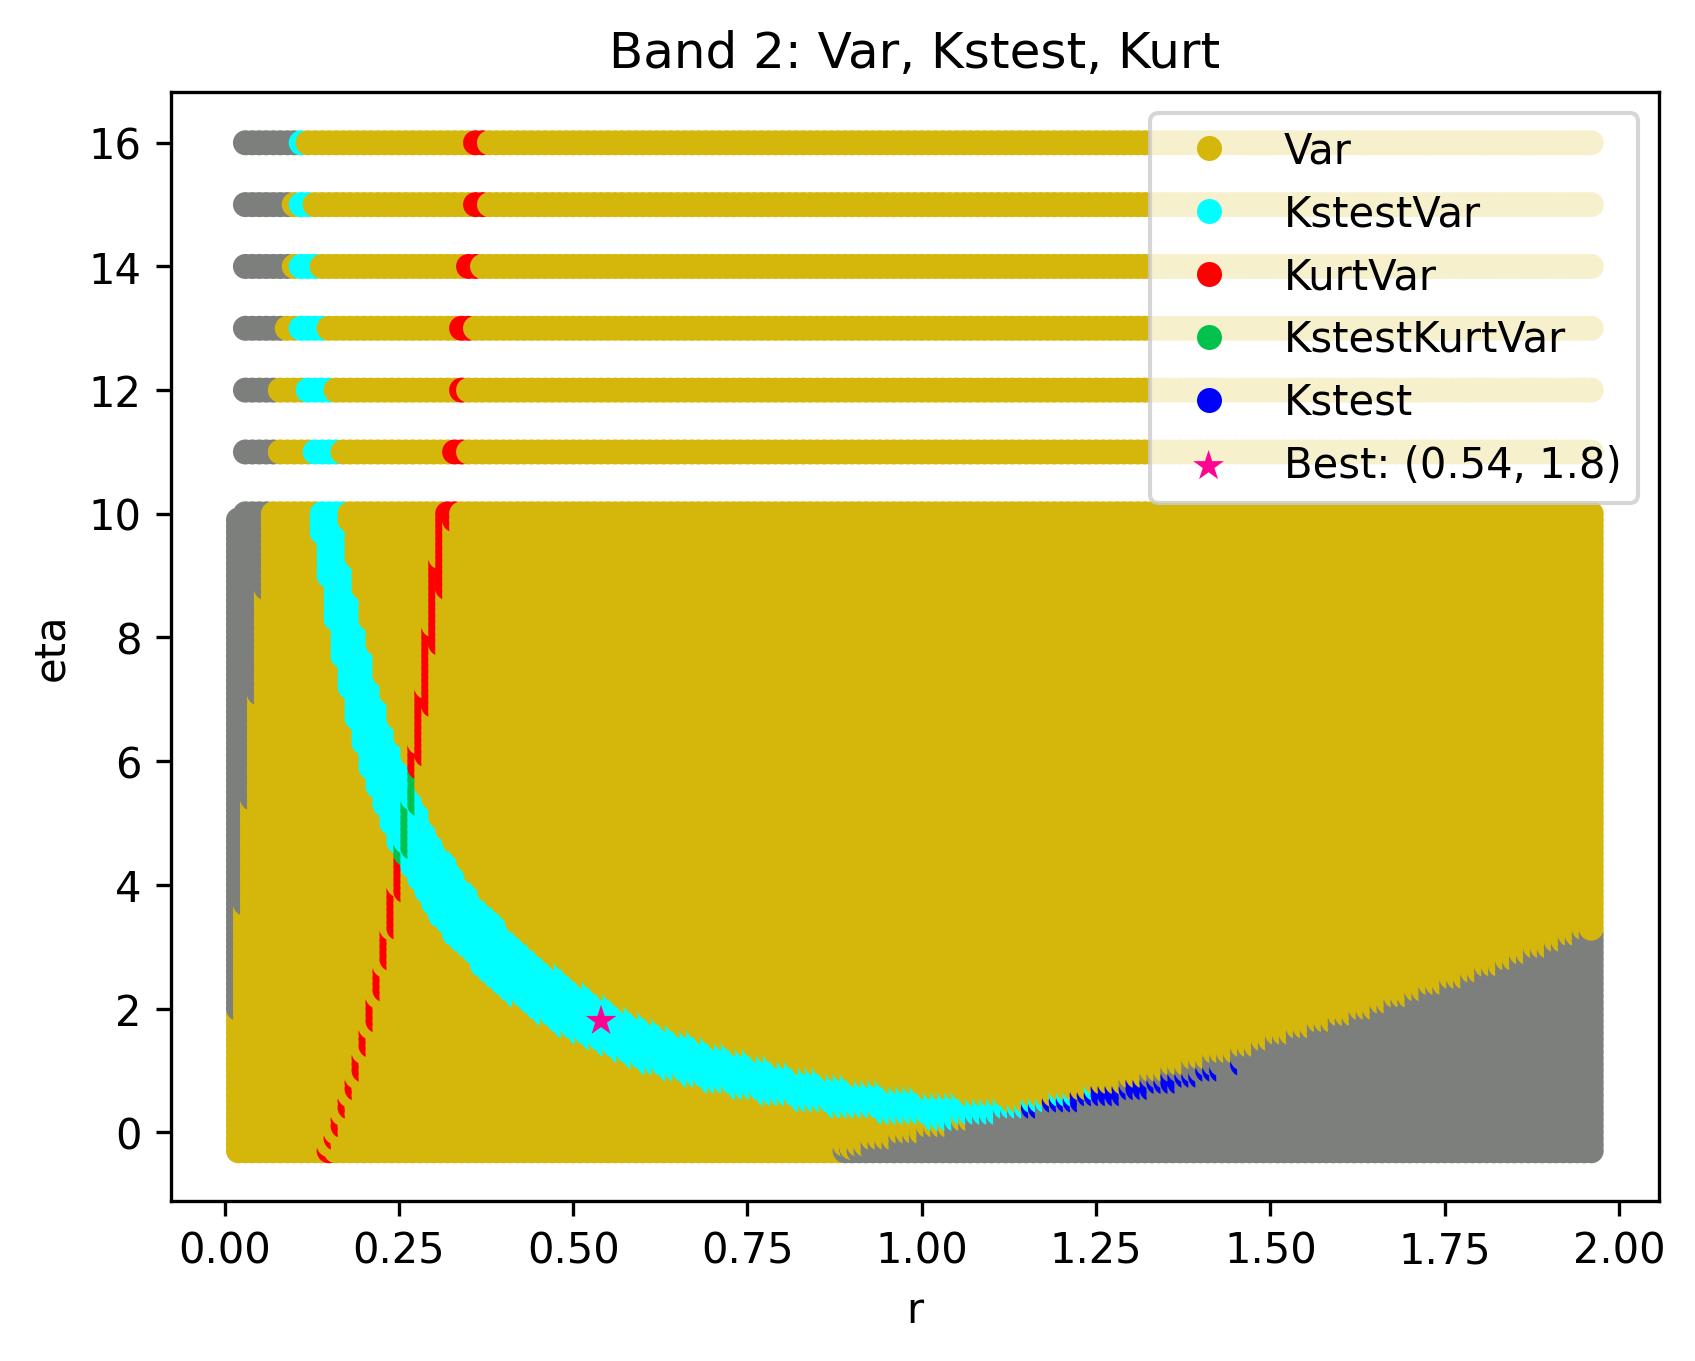 Band 2: Var, Kstest, Kurt
16
14
12
10
8
6
4
2
0
eta
Var
KstestVar
KurtVar
KstestKurtVar
Kstest
Best: (0.54, 1.8)
0.00 0.25 0.50 0.75 1.00 1.25 1.50 1.75 2.00
r